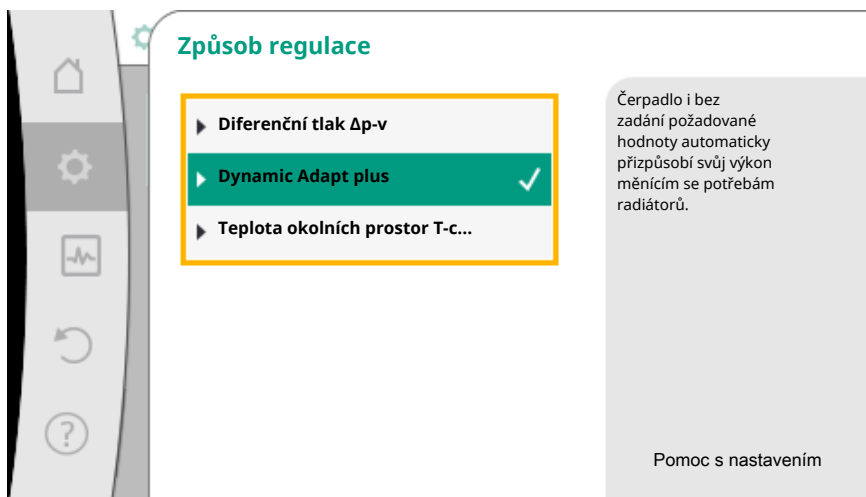 Způsob regulace
Diferenční tlak Δp-v
Dynamic Adapt plus
Teplota okolních prostor T-c...
Čerpadlo i bez
zadání požadované
hodnoty automaticky
přizpůsobí svůj výkon
měnícím se potřebám
radiátorů.
Pomoc s nastavením